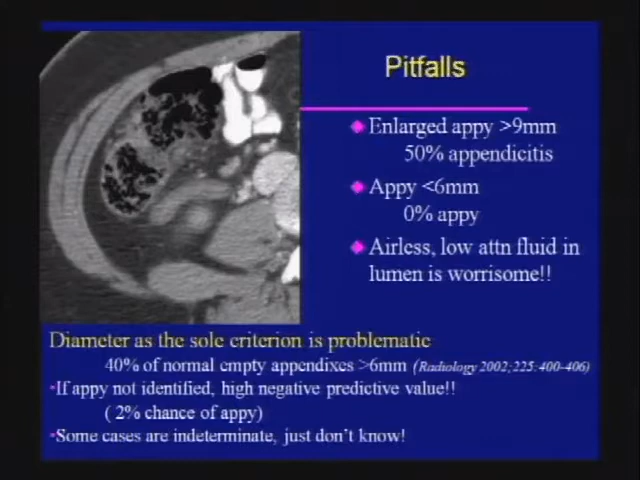 Pitfalls
Enlarged appy >9mm
50% appendicitis
Appy <6mm
0% appy
Airless, low attn fluid in
lumen is worrisome!!
Diameter as the sole criterion is problematic
40% of normal empty appendixes >6mm (Radiology 2002;225:400-406)
If appy not identified, high negative predictive value!!
( 2% chance of appy)
Some cases are indeterminate, just don't know!